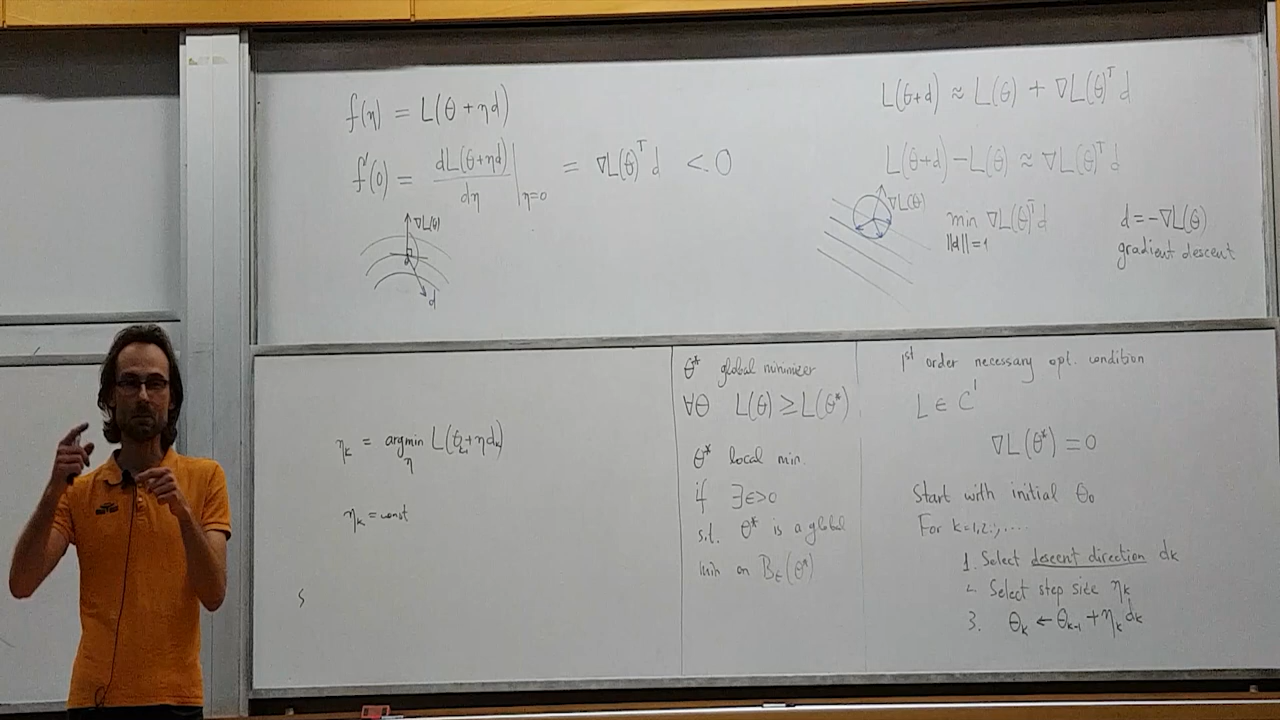 f(η) = L(θ + ηd)
f'(0) = dL(θ+ηd)/dη |η=0 = ∇L(θ)ᵀd < 0
∇L(θ)
θ
d
L(θ+d) ≈ L(θ) + ∇L(θ)ᵀd
L(θ+d) − L(θ) ≈ ∇L(θ)ᵀd
∇L(θ)
min ∇L(θ)ᵀd
||d||=1
d = −∇L(θ)
gradient descent
ηk = argmin L(θk-1 + ηdk)
η
ηk = const
θ* global minimizer
∀θ L(θ) ≥ L(θ*)
θ* local min.
if ∃ϵ>0
s.t. θ* is a global
min on Bϵ(θ*)
1st order necessary opt. condition
L ∈ C¹
∇L(θ*) = 0
Start with initial θ₀
For k=1,2,....
1. Select descent direction dk
2. Select step size ηk
3. θk ← θk-1 + ηk dk